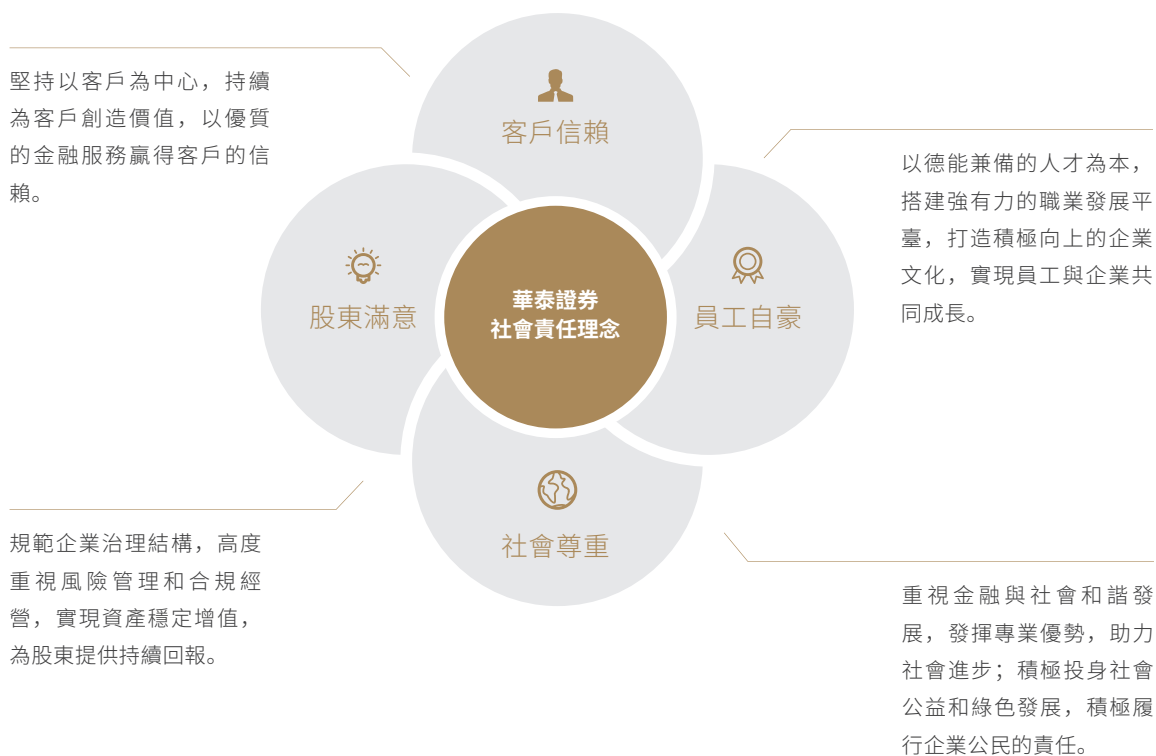 堅持以客戶為中心，持續
為客戶創造價值，以優質
的金融服務贏得客戶的信
賴。
客戶信賴
以德能兼備的人才為本，
搭建強有力的職業發展平
臺，打造積極向上的企業
文化，實現員工與企業共
同成長。
股東滿意
華泰證券
社會責任理念
員工自豪
規範企業治理結構，高度
重視風險管理和合規經
營，實現資產穩定增值，
為股東提供持續回報。
社會尊重
重視金融與社會和諧發
展，發揮專業優勢，助力
社會進步；積極投身社會
公益和綠色發展，積極履
行企業公民的責任。